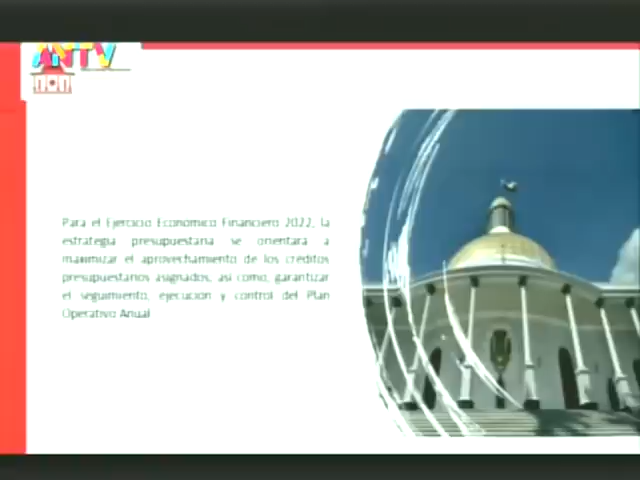 ANTV
Para el Ejercicio Económico Financiero 2022, la
estrategia presupuestaria se orientará a
maximizar el aprovechamiento de los créditos
presupuestarios asignados, así como, garantizar
el seguimiento, ejecución y control del Plan
Operativo Anual